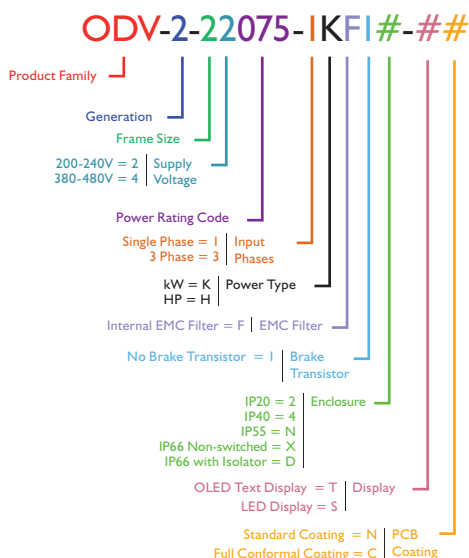 ODV-2-22075-1KF1#-##
Product Family
Generation
Frame Size
200-240V = 2 Supply
380-480V = 4 Voltage
Power Rating Code
Single Phase = 1 Input
3 Phase = 3 Phases
kW = K Power Type
HP = H
Internal EMC Filter = F EMC Filter
No Brake Transistor = 1 Brake
Transistor
IP20 = 2 Enclosure
IP40 = 4
IP55 = N
IP66 Non-switched = X
IP66 with Isolator = D
OLED Text Display = T Display
LED Display = S
Standard Coating = N PCB
Full Conformal Coating = C Coating